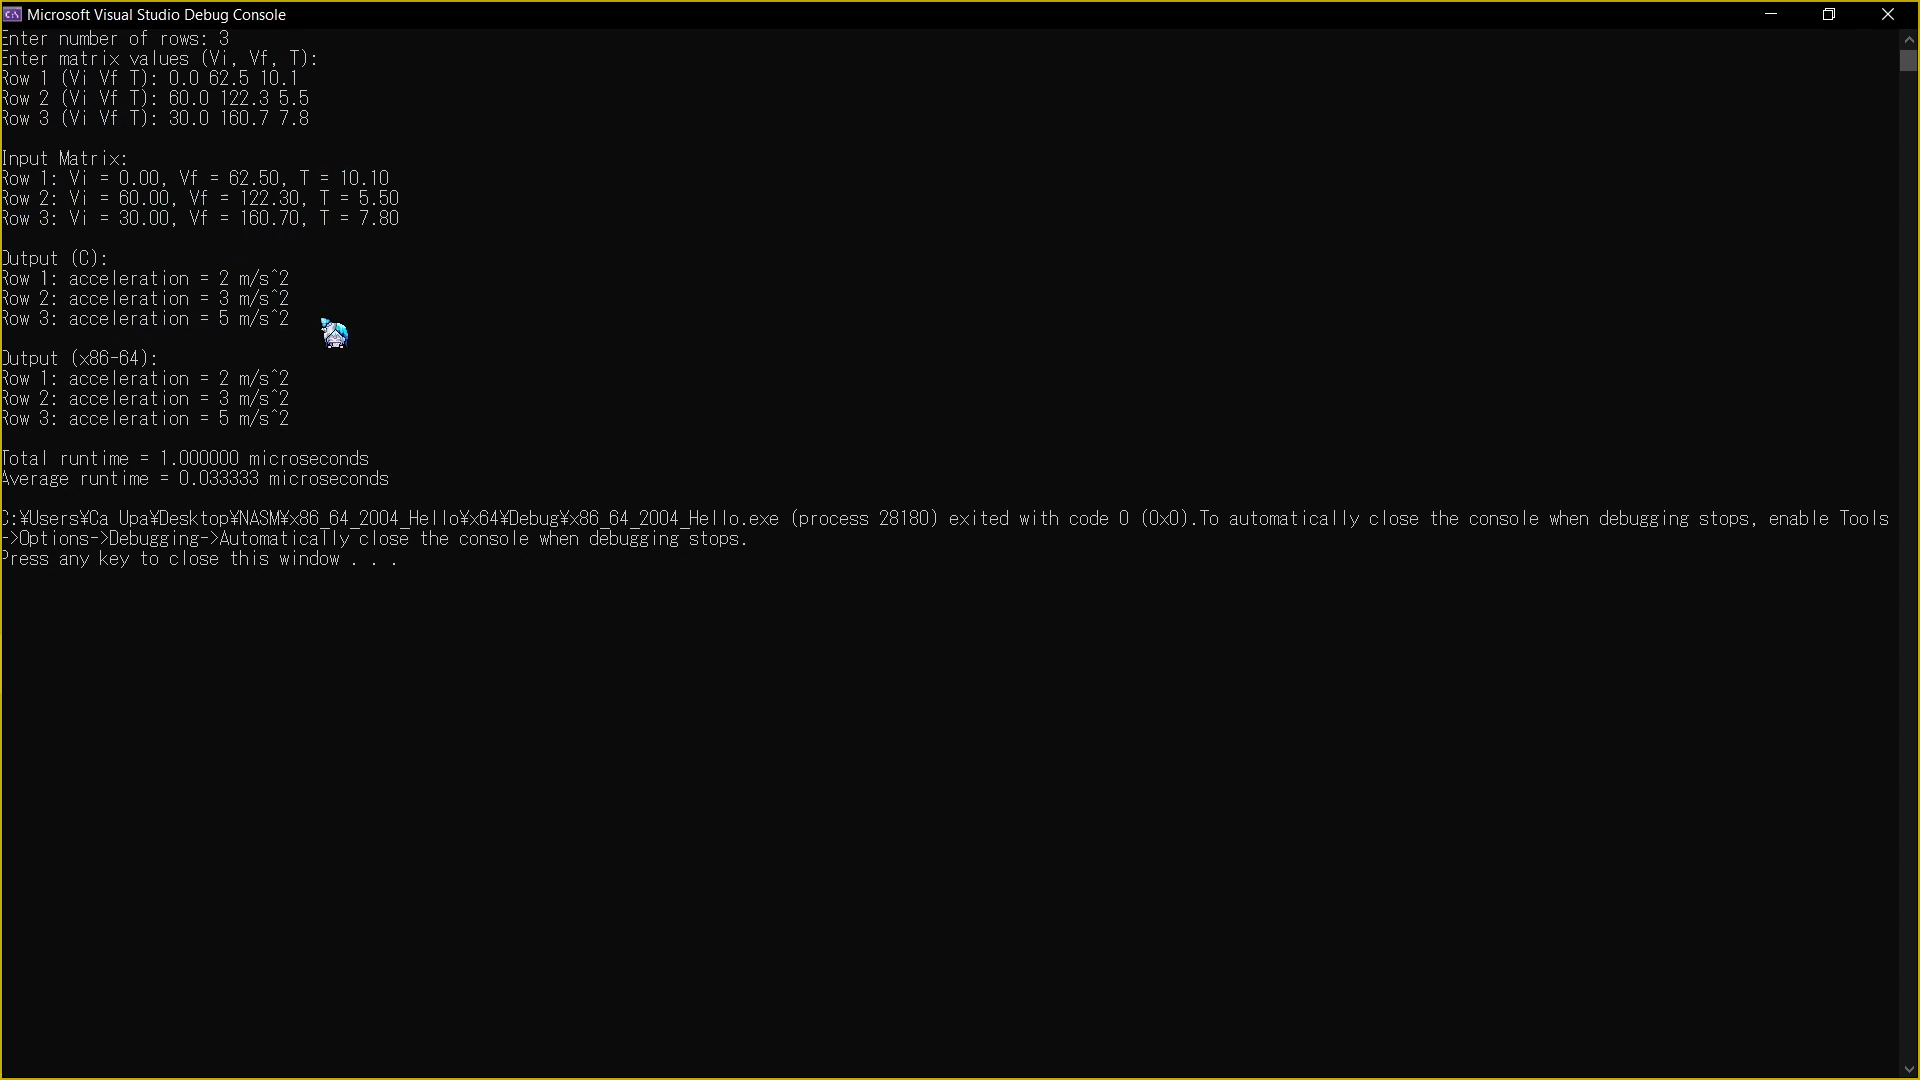 Microsoft Visual Studio Debug Console
Enter number of rows: 3
Enter matrix values (Vi, Vf, T):
Row 1 (Vi Vf T): 0.0 62.5 10.1
Row 2 (Vi Vf T): 60.0 122.3 5.5
Row 3 (Vi Vf T): 30.0 160.7 7.8
Input Matrix:
Row 1: Vi = 0.00, Vf = 62.50, T = 10.10
Row 2: Vi = 60.00, Vf = 122.30, T = 5.50
Row 3: Vi = 30.00, Vf = 160.70, T = 7.80
Output (C):
Row 1: acceleration = 2 m/s^2
Row 2: acceleration = 3 m/s^2
Row 3: acceleration = 5 m/s^2
Output (x86-64):
Row 1: acceleration = 2 m/s^2
Row 2: acceleration = 3 m/s^2
Row 3: acceleration = 5 m/s^2
Total runtime = 1.000000 microseconds
Average runtime = 0.033333 microseconds
C:¥Users¥Ca Upa¥Desktop¥NASM¥x86_64_2004_Hello¥x64¥Debug¥x86_64_2004_Hello.exe (process 28180) exited with code 0 (0x0).To automatically close the console when debugging stops, enable Tools
->Options->Debugging->Automatically close the console when debugging stops.
Press any key to close this window . . .